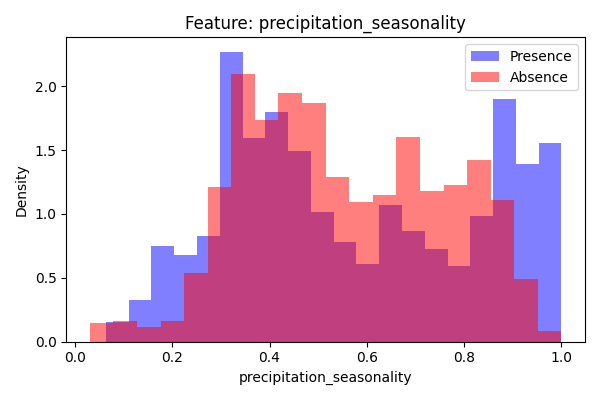 Feature: precipitation_seasonality
Presence
Absence
Density
2.0
1.5
1.0
0.5
0.0
0.0 0.2 0.4 0.6 0.8 1.0
precipitation_seasonality